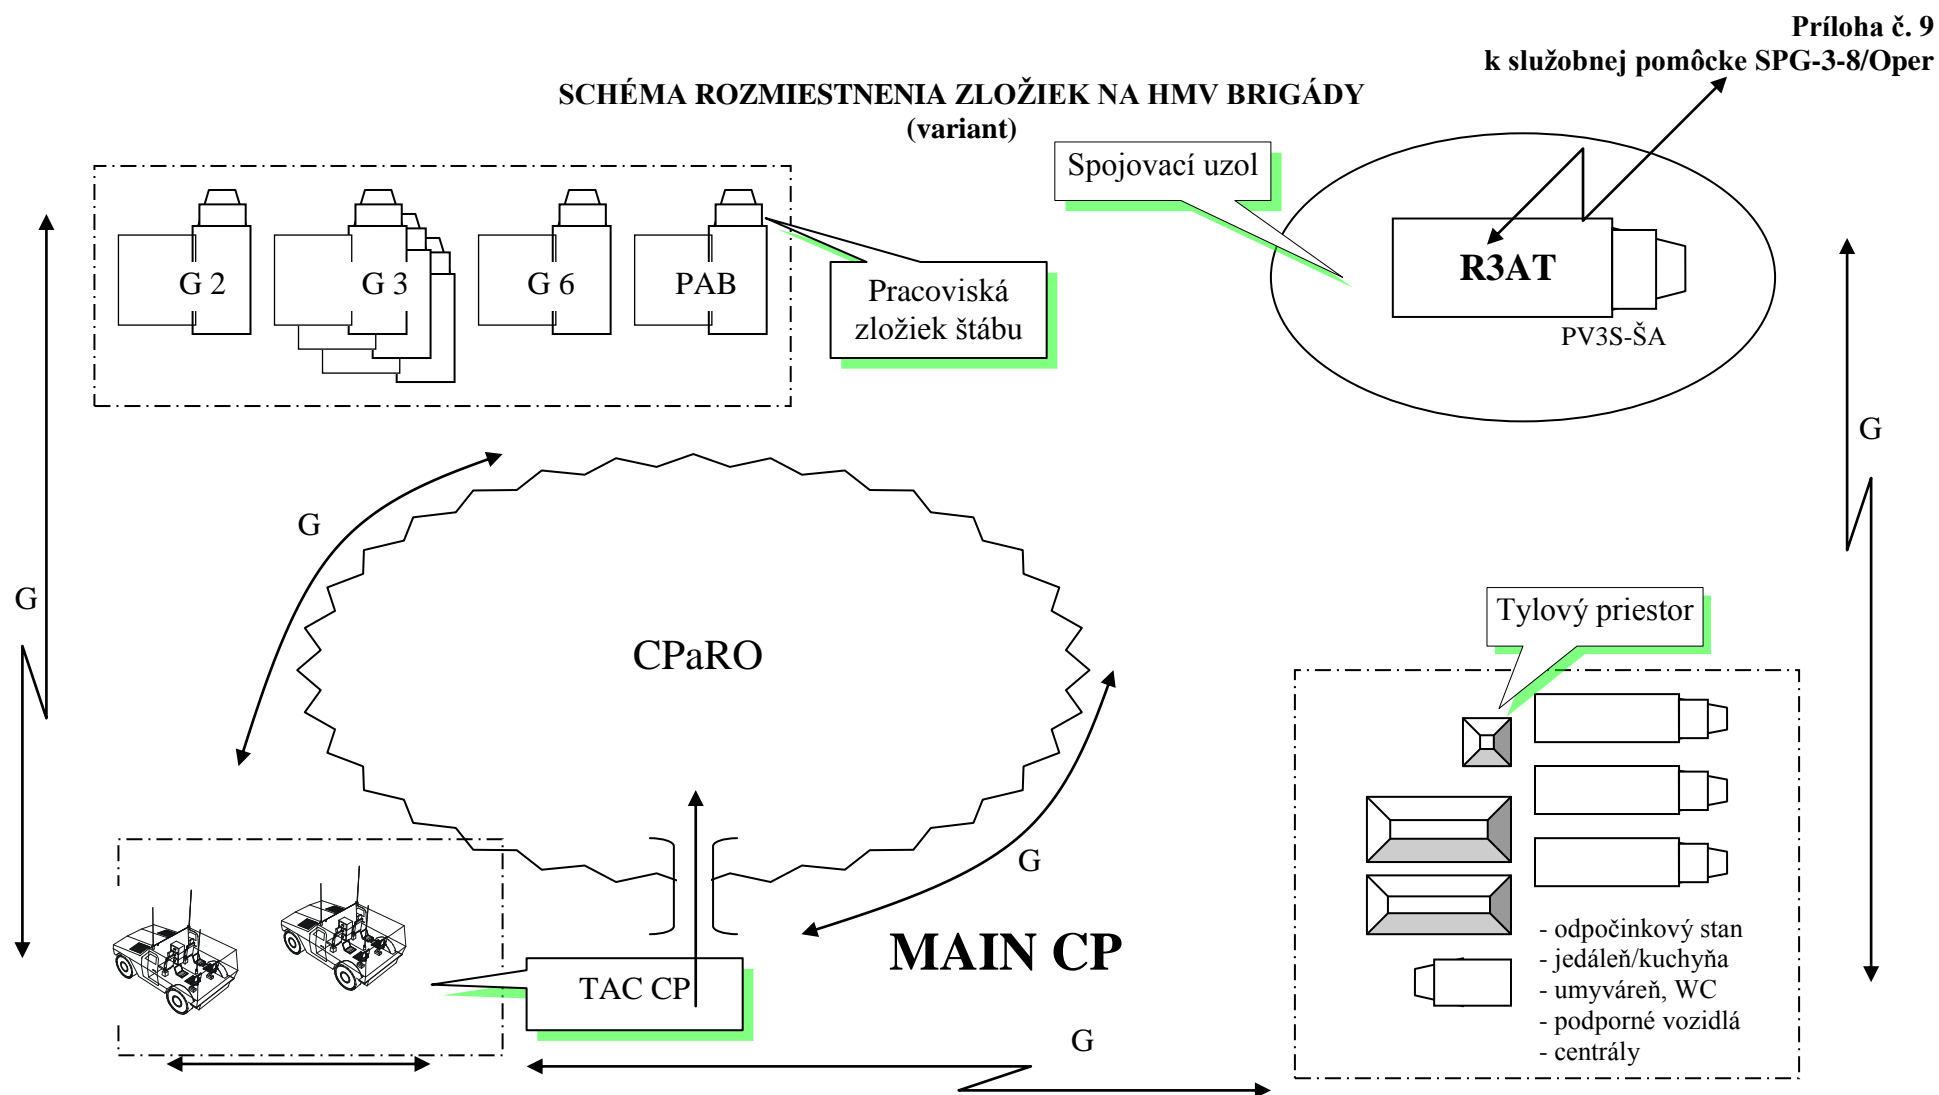 Príloha č. 9
k služobnej pomôcke SPG-3-8/Oper
SCHÉMA ROZMIESTNENIA ZLOŽIEK NA HMV BRIGÁDY
(variant)
Spojovací uzol
G 2
G 3
G 6
PAB
Pracoviská
zložiek štábu
R3AT
PV3S-ŠA
G
G
G
Tylový priestor
CPaRO
G
MAIN CP
TAC CP
- odpočinkový stan
- jedáleň/kuchyňa
- umyváreň, WC
- podporné vozidlá
- centrály
G